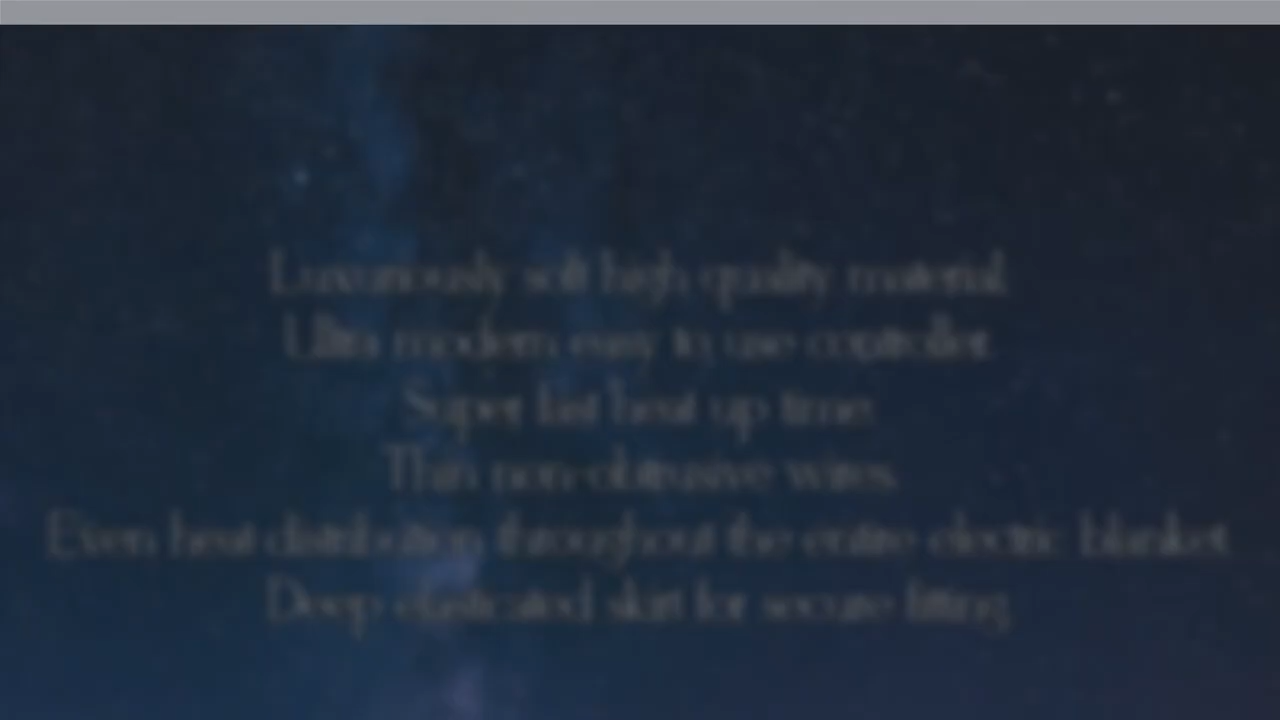 Luxuriously soft high quality material.
Ultra modern easy to use controller.
Super fast heat up time.
Thin non-obtrusive wires.
Even heat distribution throughout the entire electric blanket.
Deep elasticated skirt for secure fitting.